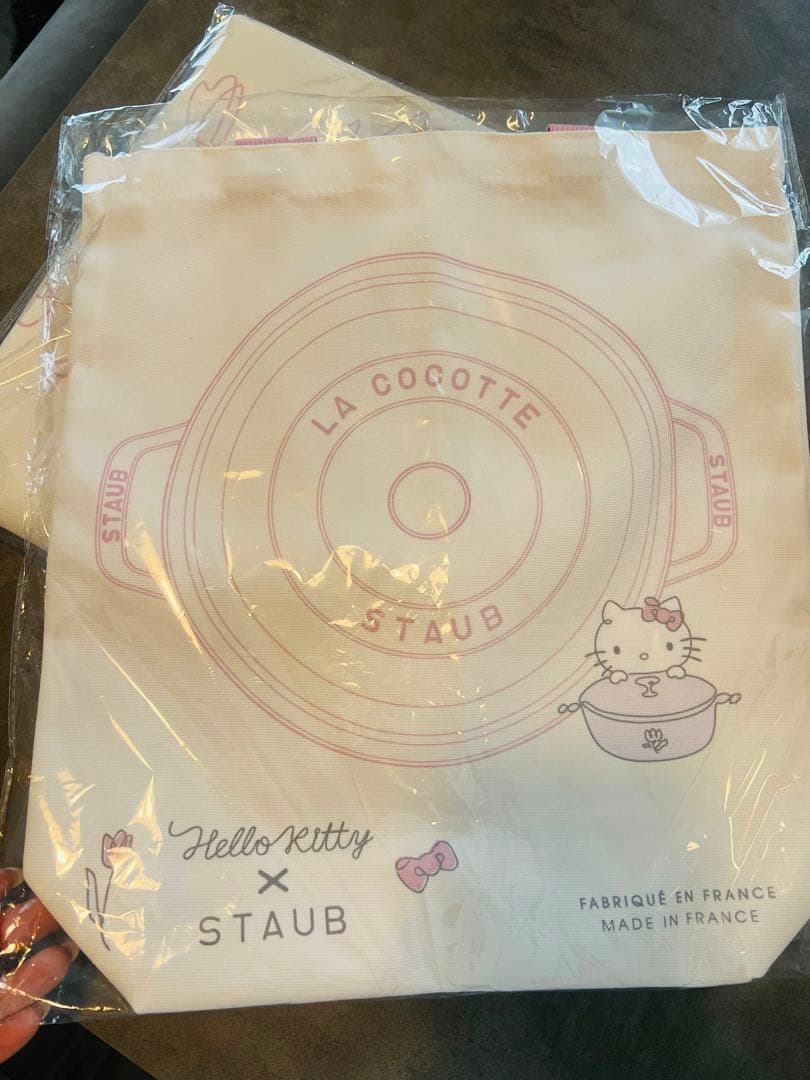 LA COCOTTE
STAUB
STAUB
STAUB
Hello Kitty
×
STAUB
FABRIQUÉ EN FRANCE
MADE IN FRANCE